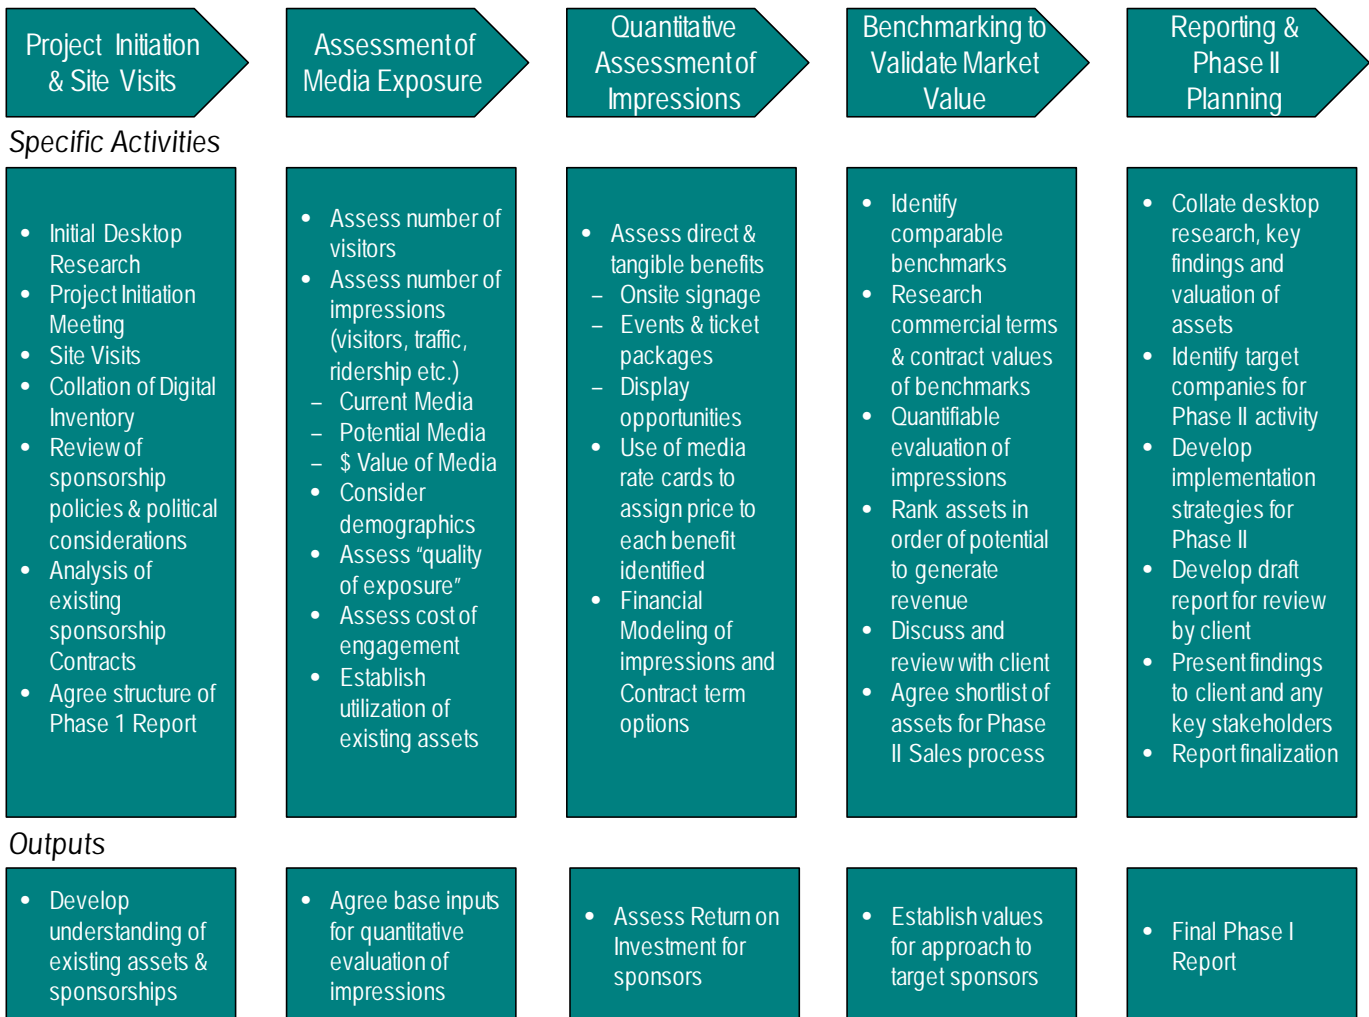 Project Initiation
& Site Visits
Assessment of
Media Exposure
Quantitative
Assessment of
Impressions
Benchmarking to
Validate Market
Value
Reporting &
Phase II
Planning
Specific Activities
• Initial Desktop
Research
• Project Initiation
Meeting
• Site Visits
• Collation of Digital
Inventory
• Review of
sponsorship
policies & political
considerations
• Analysis of
existing
sponsorship
Contracts
• Agree structure of
Phase 1 Report
• Assess number of
visitors
• Assess number of
impressions
(visitors, traffic,
ridership etc.)
– Current Media
– Potential Media
– $ Value of Media
• Consider
demographics
• Assess “quality
of exposure”
• Assess cost of
engagement
• Establish
utilization of
existing assets
• Assess direct &
tangible benefits
– Onsite signage
– Events & ticket
packages
– Display
opportunities
• Use of media
rate cards to
assign price to
each benefit
identified
• Financial
Modeling of
impressions and
Contract term
options
• Identify
comparable
benchmarks
• Research
commercial terms
& contract values
of benchmarks
• Quantifiable
evaluation of
impressions
• Rank assets in
order of potential
to generate
revenue
• Discuss and
review with client
• Agree shortlist of
assets for Phase
II Sales process
• Collate desktop
research, key
findings and
valuation of
assets
• Identify target
companies for
Phase II activity
• Develop
implementation
strategies for
Phase II
• Develop draft
report for review
by client
• Present findings
to client and any
key stakeholders
• Report finalization
Outputs
• Develop
understanding of
existing assets &
sponsorships
• Agree base inputs
for quantitative
evaluation of
impressions
• Assess Return on
Investment for
sponsors
• Establish values
for approach to
target sponsors
• Final Phase I
Report